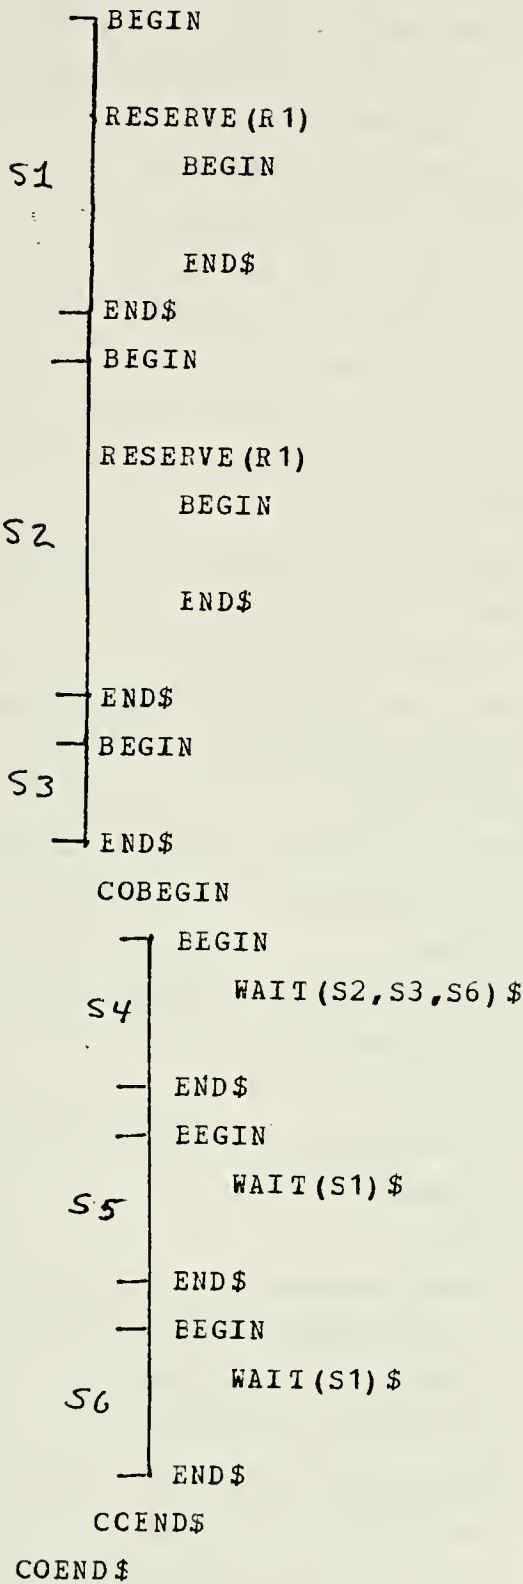 BEGIN
RESERVE(R1)
S1
BEGIN
END$
END$
BEGIN
RESERVE(R1)
BEGIN
S2
END$
END$
BEGIN
S3
END$
COBEGIN
BEGIN
WAIT(S2,S3,S6)$
S4
END$
BEGIN
WAIT(S1)$
S5
END$
BEGIN
WAIT(S1)$
S6
END$
CCEND$
COEND$